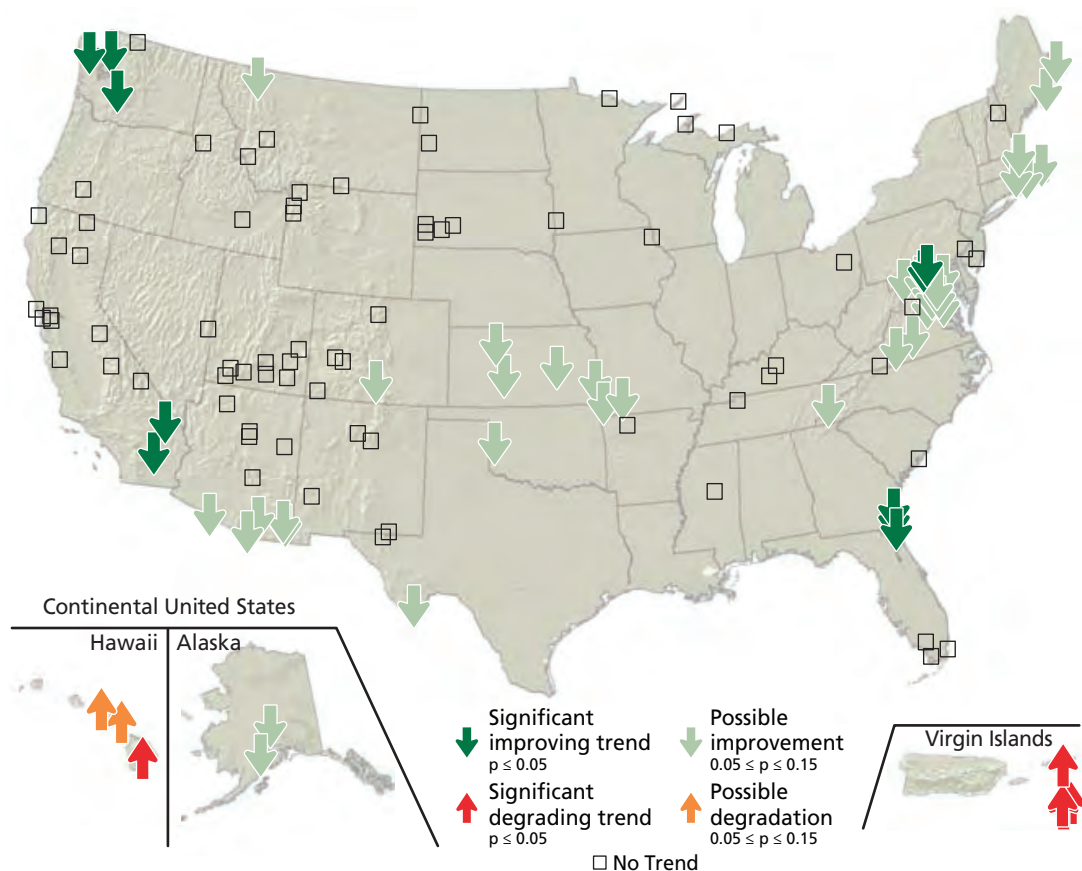 Continental United States
Hawaii
Alaska
Significant
improving trend
p ≤ 0.05
Significant
degrading trend
p ≤ 0.05
Possible
improvement
0.05 ≤ p ≤ 0.15
Possible
degradation
0.05 ≤ p ≤ 0.15
No Trend
Virgin Islands